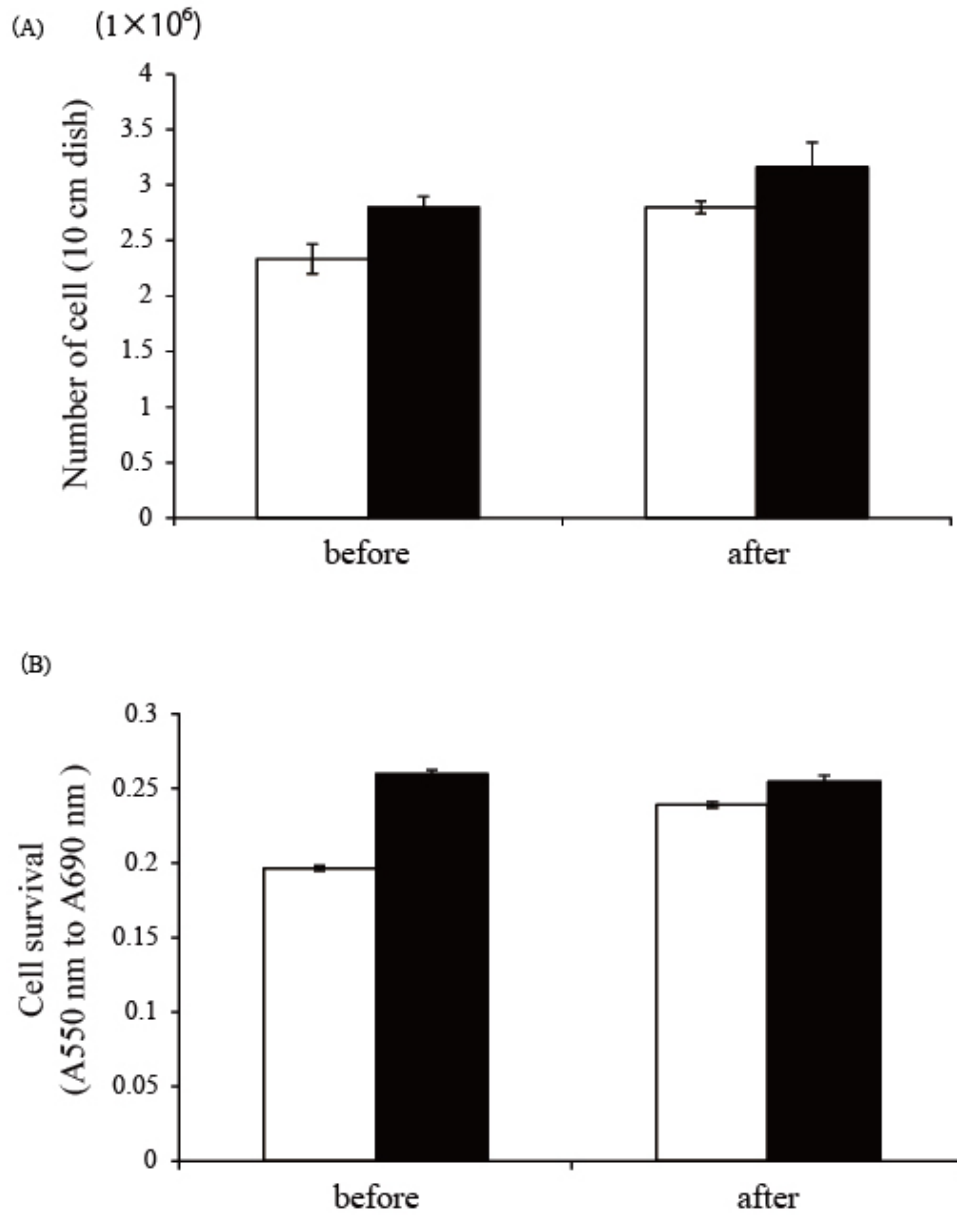 (A) (1×10⁶)
Number of cell (10 cm dish)
4
3.5
3
2.5
2
1.5
1
0.5
0
before after
(B)
Cell survival
(A550 nm to A690 nm )
0.3
0.25
0.2
0.15
0.1
0.05
0
before after